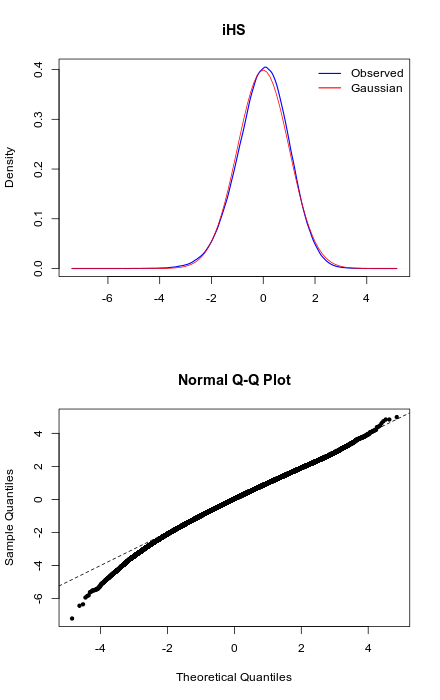 iHS
Density
0.0 0.1 0.2 0.3 0.4
Observed
Gaussian
-6 -4 -2 0 2 4
Normal Q-Q Plot
Sample Quantiles
-6 -4 -2 0 2 4
-4 -2 0 2 4
Theoretical Quantiles